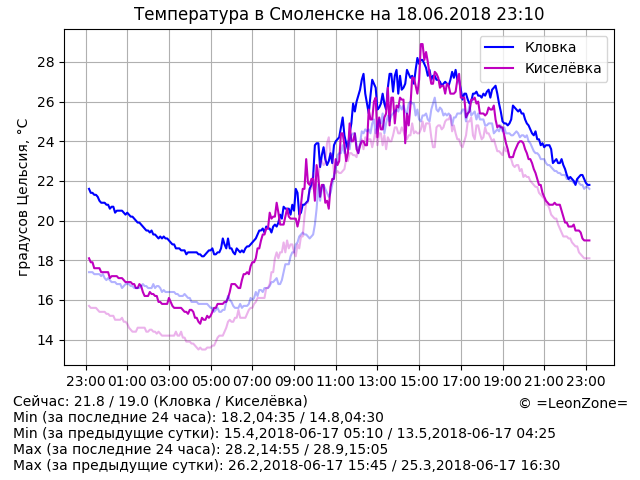 Температура в Смоленске на 18.06.2018 23:10
Кловка
Киселёвка
градусов Цельсия, °C
28
26
24
22
20
18
16
14
23:00 01:00 03:00 05:00 07:00 09:00 11:00 13:00 15:00 17:00 19:00 21:00 23:00
Сейчас: 21.8 / 19.0 (Кловка / Киселёвка)
© =LeonZone=
Min (за последние 24 часа): 18.2,04:35 / 14.8,04:30
Min (за предыдущие сутки): 15.4,2018-06-17 05:10 / 13.5,2018-06-17 04:25
Max (за последние 24 часа): 28.2,14:55 / 28.9,15:05
Max (за предыдущие сутки): 26.2,2018-06-17 15:45 / 25.3,2018-06-17 16:30